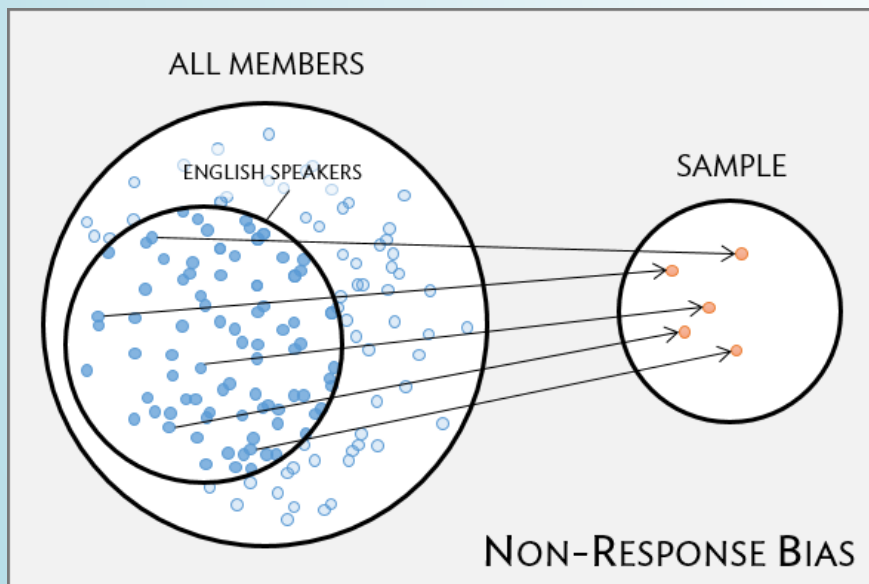 ALL MEMBERS
ENGLISH SPEAKERS
SAMPLE
NON-RESPONSE BIAS